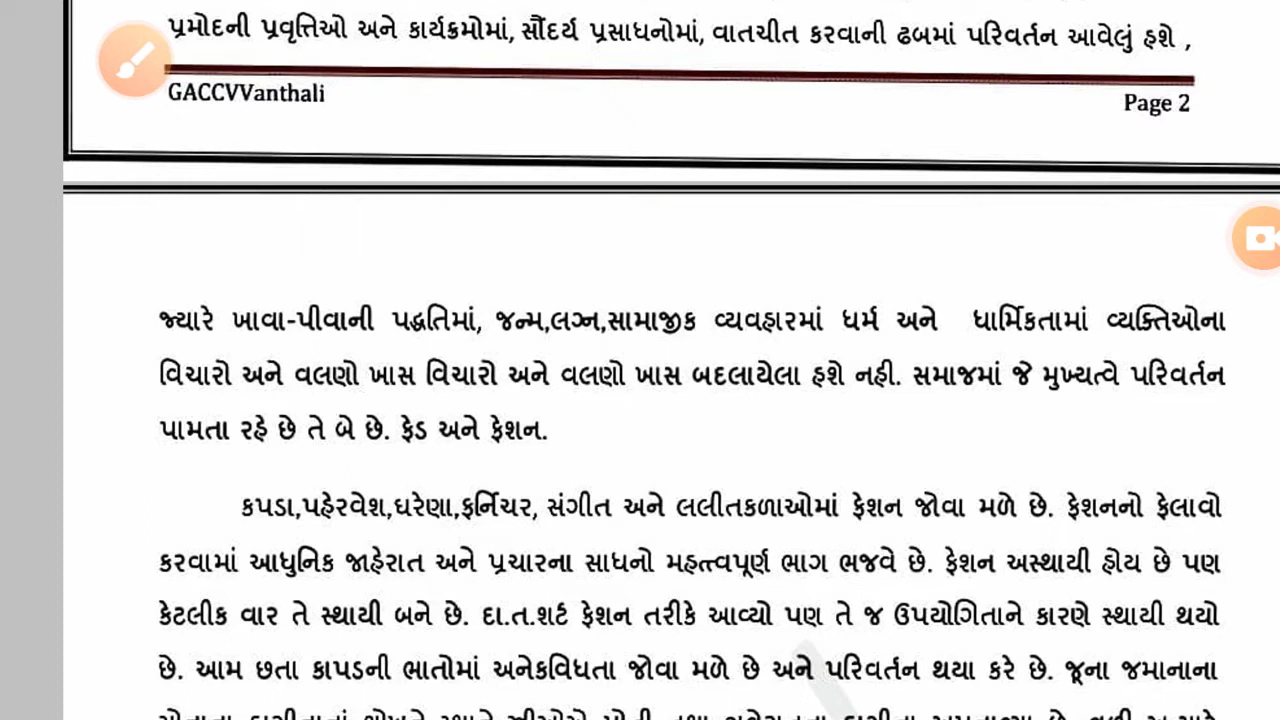 પ્રમોદની પ્રવૃત્તિઓ અને કાર્યક્રમોમાં, સૌંદર્ય પ્રસાધનોમાં, વાતચીત કરવાની ઢબમાં પરિવર્તન આવેલું હશે ,
GACCVVanthali Page 2
જ્યારે ખાવા-પીવાની પદ્ધતિમાં, જન્મ,લગ્ન,સામાજીક વ્યવહારમાં ધર્મ અને ધાર્મિકતામાં વ્યક્તિઓના
વિચારો અને વલણો ખાસ વિચારો અને વલણો ખાસ બદલાયેલા હશે નહી. સમાજમાં જે મુખ્યત્વે પરિવર્તન
પામતા રહે છે તે બે છે. ફેડ અને ફેશન.
કપડા,પહેરવેશ,ઘરેણા,ફર્નિચર, સંગીત અને લલીતકળાઓમાં ફેશન જોવા મળે છે. ફેશનનો ફેલાવો
કરવામાં આધુનિક જાહેરાત અને પ્રચારના સાધનો મહત્ત્વપૂર્ણ ભાગ ભજવે છે. ફેશન અસ્થાયી હોય છે પણ
કેટલીક વાર તે સ્થાયી બને છે. દા.ત.શર્ટ ફેશન તરીકે આવ્યો પણ તે જ ઉપયોગિતાને કારણે સ્થાયી થયો
છે. આમ છતા કાપડની ભાતોમાં અનેકવિધતા જોવા મળે છે અને પરિવર્તન થયા કરે છે. જૂના જમાનાના